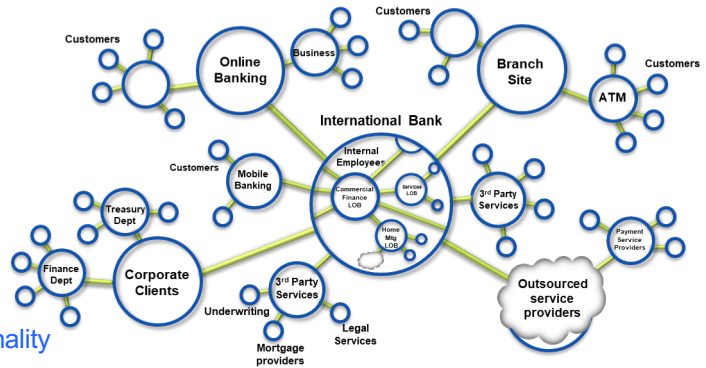 Customers
Online
Banking
Business
Customers
Branch
Site
Customers
ATM
International Bank
Internal
Employees
Customers
Mobile
Banking
Commercial
Finance
LOB
Services
LOB
3rd Party
Services
Home
Mtg
LOB
Treasury
Dept
Finance
Dept
Corporate
Clients
3rd Party
Services
Underwriting
Mortgage
providers
Legal
Services
Payment
Service
Providers
Outsourced
service
providers
nality